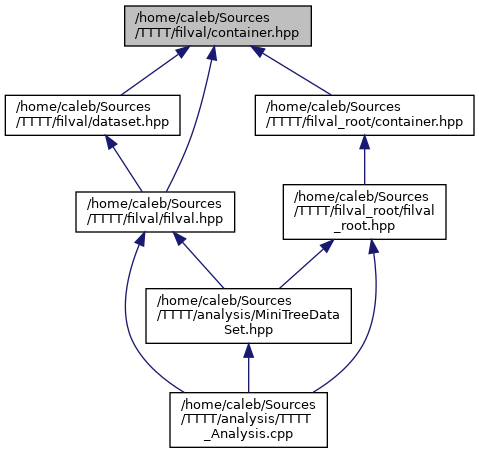 /home/caleb/Sources
/TTTT/filval/container.hpp
/home/caleb/Sources
/TTTT/filval/dataset.hpp
/home/caleb/Sources
/TTTT/filval_root/container.hpp
/home/caleb/Sources
/TTTT/filval/filval.hpp
/home/caleb/Sources
/TTTT/filval_root/filval
_root.hpp
/home/caleb/Sources
/TTTT/analysis/MiniTreeData
Set.hpp
/home/caleb/Sources
/TTTT/analysis/TTTT
_Analysis.cpp